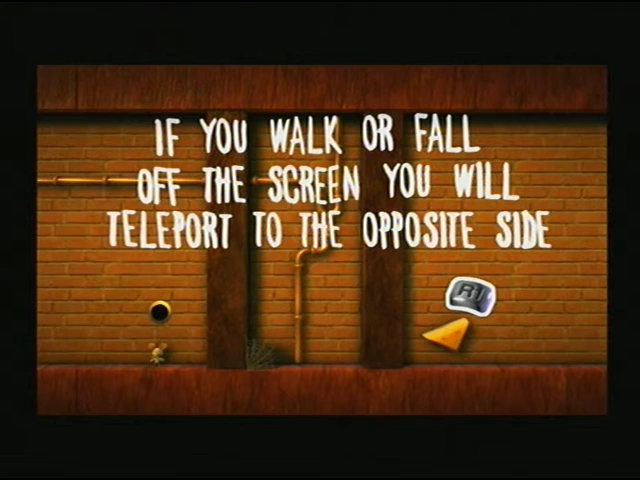 IF YOU WALK OR FALL
OFF THE SCREEN YOU WILL
TELEPORT TO THE OPPOSITE SIDE
R1